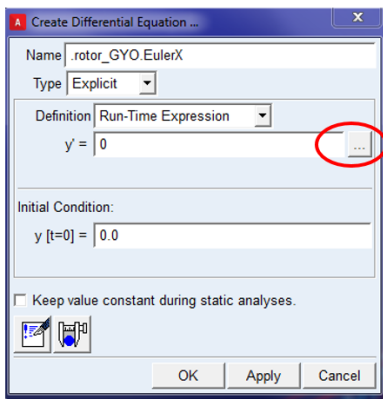 Create Differential Equation ...
Name .rotor_GYO.EulerX
Type Explicit
Definition Run-Time Expression
y' = 0 ...
Initial Condition:
y [t=0] = 0.0
Keep value constant during static analyses.
OK Apply Cancel